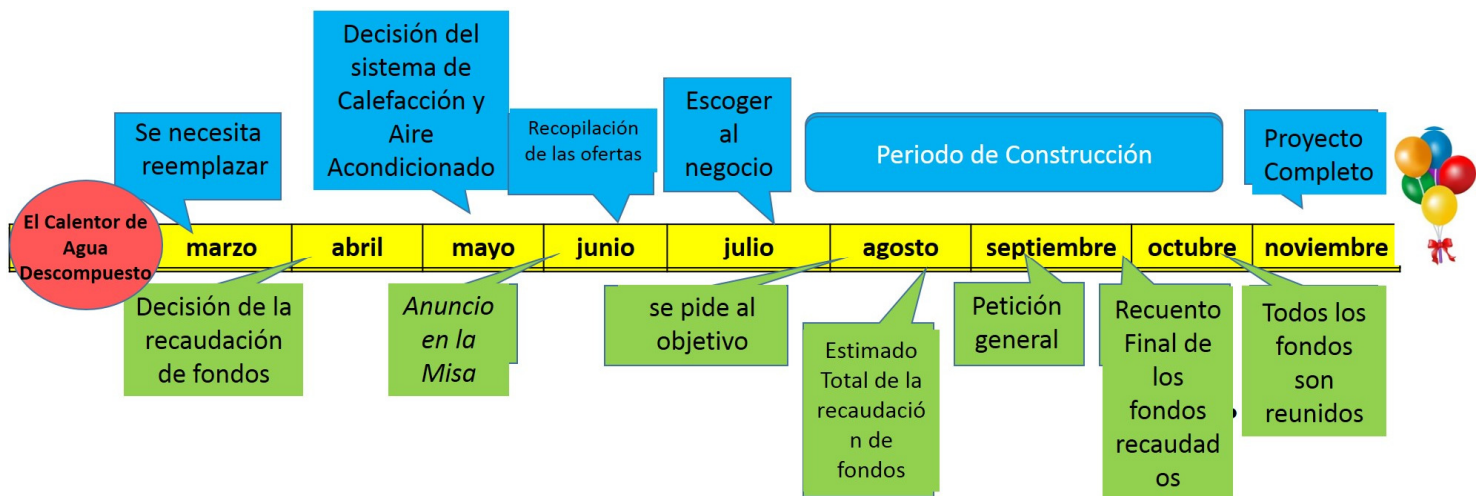 Decisión del
sistema de
Calefacción y
Aire
Acondicionado
Se necesita
reemplazar
Recopilación
de las ofertas
Escoger
al
negocio
Periodo de Construcción
Proyecto
Completo
El Calentor de
Agua
Descompuesto
marzo abril mayo junio julio agosto septiembre octubre noviembre
Decisión de la
recaudación
de fondos
Anuncio
en la
Misa
se pide al
objetivo
Estimado
Total de la
recaudació
n de
fondos
Petición
general
Recuento
Final de
los
fondos
recaudad
os
Todos los
fondos
son
reunidos